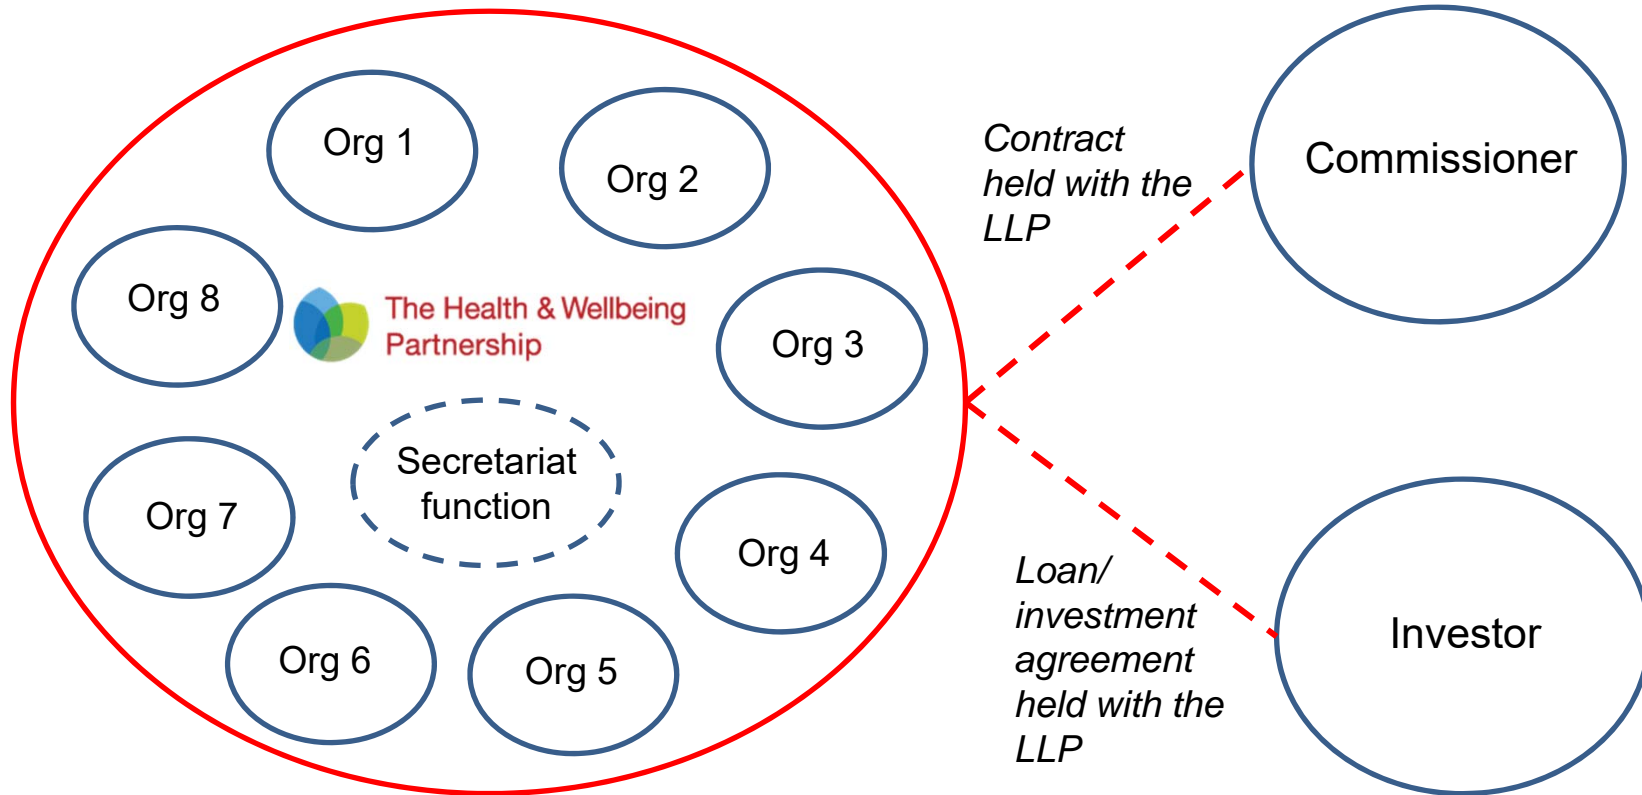 Org 1
Org 2
Org 8
The Health & Wellbeing
Partnership
Org 3
Secretariat
function
Org 7
Org 4
Org 6
Org 5
Contract
held with the
LLP
Commissioner
Loan/
investment
agreement
held with the
LLP
Investor